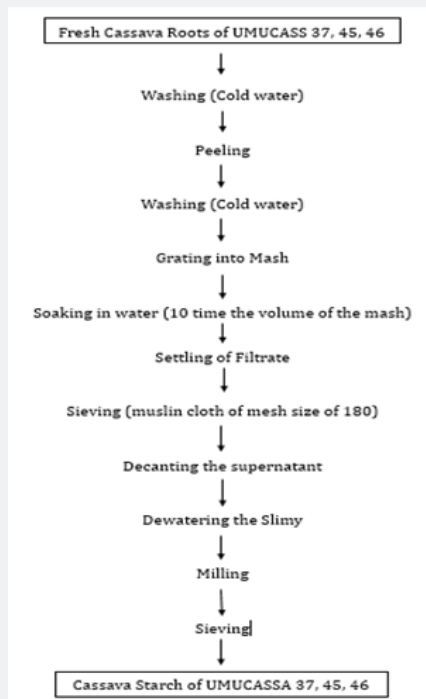 Fresh Cassava Roots of UMUCASS 37, 45, 46
Washing (Cold water)
Peeling
Washing (Cold water)
Grating into Mash
Soaking in water (10 time the volume of the mash)
Settling of Filtrate
Sieving (muslin cloth of mesh size of 180)
Decanting the supernatant
Dewatering the Slimy
Milling
Sieving
Cassava Starch of UMUCASSA 37, 45, 46